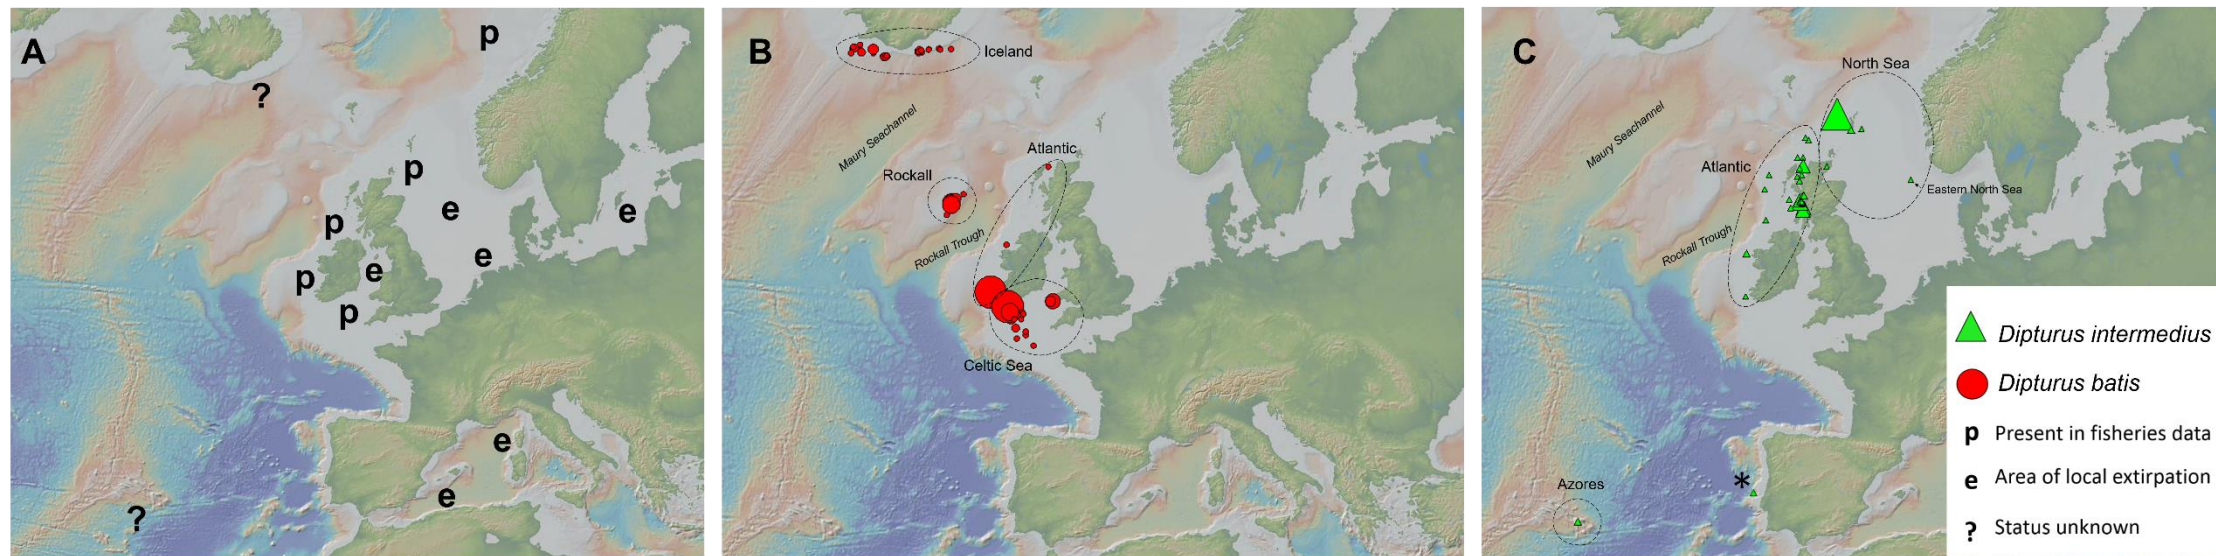 A
p
?
p
p
e
e
p
e
e
p
e
e
?
B
Iceland
Maury Seachannel
Atlantic
Rockall
Rockall Trough
Celtic Sea
C
North Sea
Maury Seachannel
Atlantic
Eastern North Sea
Rockall Trough
*
Azores
Dipturus intermedius
Dipturus batis
p Present in fisheries data
e Area of local extirpation
? Status unknown